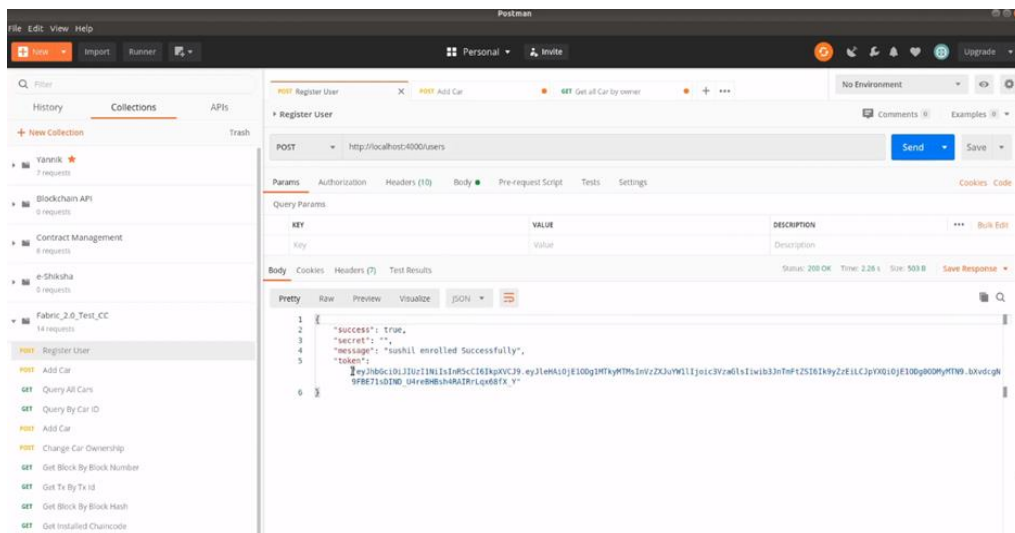 Postman
File Edit View Help
New Import Runner Personal Invite Upgrade
Filter
History Collections APIs
+ New Collection Trash
Yannik
7 requests
Blockchain API
0 requests
Contract Management
6 requests
e-Shiksha
0 requests
Fabric_2.0_Test_CC
14 requests
POST Register User
POST Add Car
GET Query All Cars
GET Query By Car ID
POST Add Car
POST Change Car Ownership
GET Get Block By Block Number
GET Get Tx By Tx Id
GET Get Block By Block Hash
GET Get Installed Chaincode
POST Register User X POST Add Car GET Get all Car by owner + ••• No Environment
Register User Comments 0 Examples 0
POST http://localhost:4000/users Send Save
Params Authorization Headers (10) Body Pre-request Script Tests Settings Cookies Code
Query Params
KEY VALUE DESCRIPTION ••• Bulk Edit
Key Value Description
Body Cookies Headers (7) Test Results Status: 200 OK Time: 2.28 s Size: 503 B Save Response
Pretty Raw Preview Visualize JSON
1 {
2 "success": true,
3 "secret": "",
4 "message": "sushil enrolled Successfully",
5 "token":
6 }